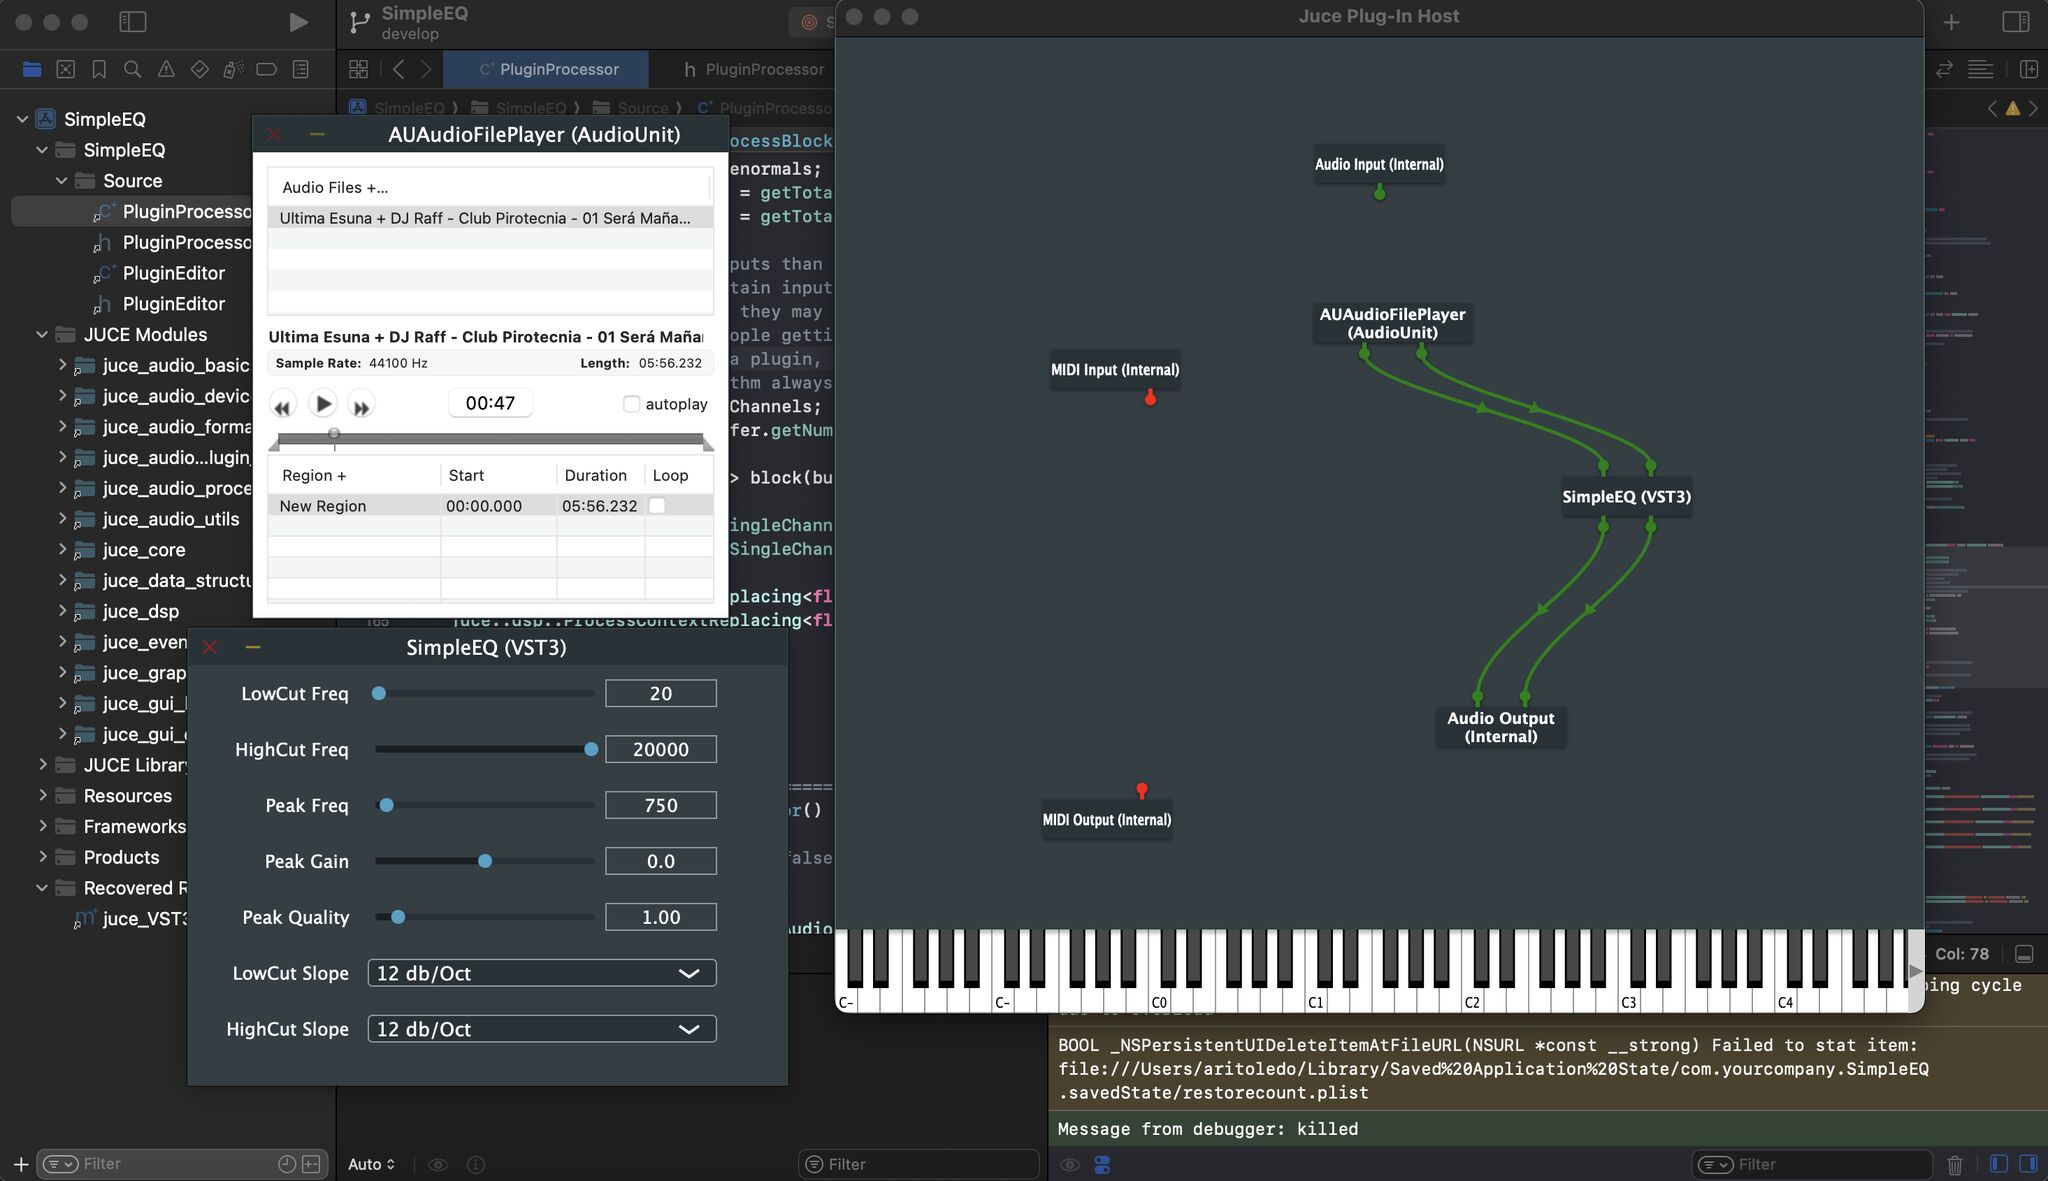 SimpleEQ
develop
Juce Plug-In Host
PluginProcessor
PluginProcessor
SimpleEQ
SimpleEQ
Source
PluginProcesso
SimpleEQ
SimpleEQ
Source
PluginProcesso
PluginProcesso
PluginEditor
PluginEditor
JUCE Modules
juce_audio_basic
juce_audio_devic
juce_audio_forma
juce_audio...lugin_
juce_audio_proce
juce_audio_utils
juce_core
juce_data_structu
juce_dsp
juce_even
juce_grap
juce_gui_
juce_gui_
JUCE Library
Resources
Frameworks
Products
Recovered R
juce_VST3
Filter
AUAudioFilePlayer (AudioUnit)
Audio Files +...
Ultima Esuna + DJ Raff - Club Pirotecnia - 01 Será Maña...
Ultima Esuna + DJ Raff - Club Pirotecnia - 01 Será Maña
Sample Rate: 44100 Hz
Length: 05:56.232
00:47
autoplay
Region + Start Duration Loop
New Region 00:00.000 05:56.232
ocessBlock
enormals;
= getTota
= getTota
puts than
tain input
they may
ople getti
a plugin,
thm always
Channels;
fer.getNum
> block(bu
ingleChann
SingleChan
placing<fl
165 juce::dsp::ProcessContextReplacing<fl
=====
or()
false
Audio
SimpleEQ (VST3)
LowCut Freq 20
HighCut Freq 20000
Peak Freq 750
Peak Gain 0.0
Peak Quality 1.00
LowCut Slope 12 db/Oct
HighCut Slope 12 db/Oct
Audio Input (Internal)
AUAudioFilePlayer
(AudioUnit)
MIDI Input (Internal)
SimpleEQ (VST3)
Audio Output
(Internal)
MIDI Output (Internal)
C- C- C0 C1 C2 C3 C4
Col: 78
ping cycle
BOOL _NSPersistentUIDeleteItemAtFileURL(NSURL *const __strong) Failed to stat item:
file:///Users/aritoledo/Library/Saved%20Application%20State/com.yourcompany.SimpleEQ
.savedState/restorecount.plist
Message from debugger: killed
Auto
Filter
Filter